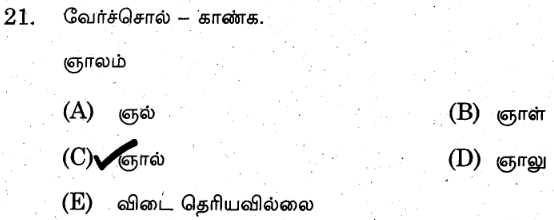 21. வேர்ச்சொல் – காண்க.
ஞாலம்
(A) ஞல் (B) ஞாள்
(C) ஞால் (D) ஞாலு
(E) விடை தெரியவில்லை